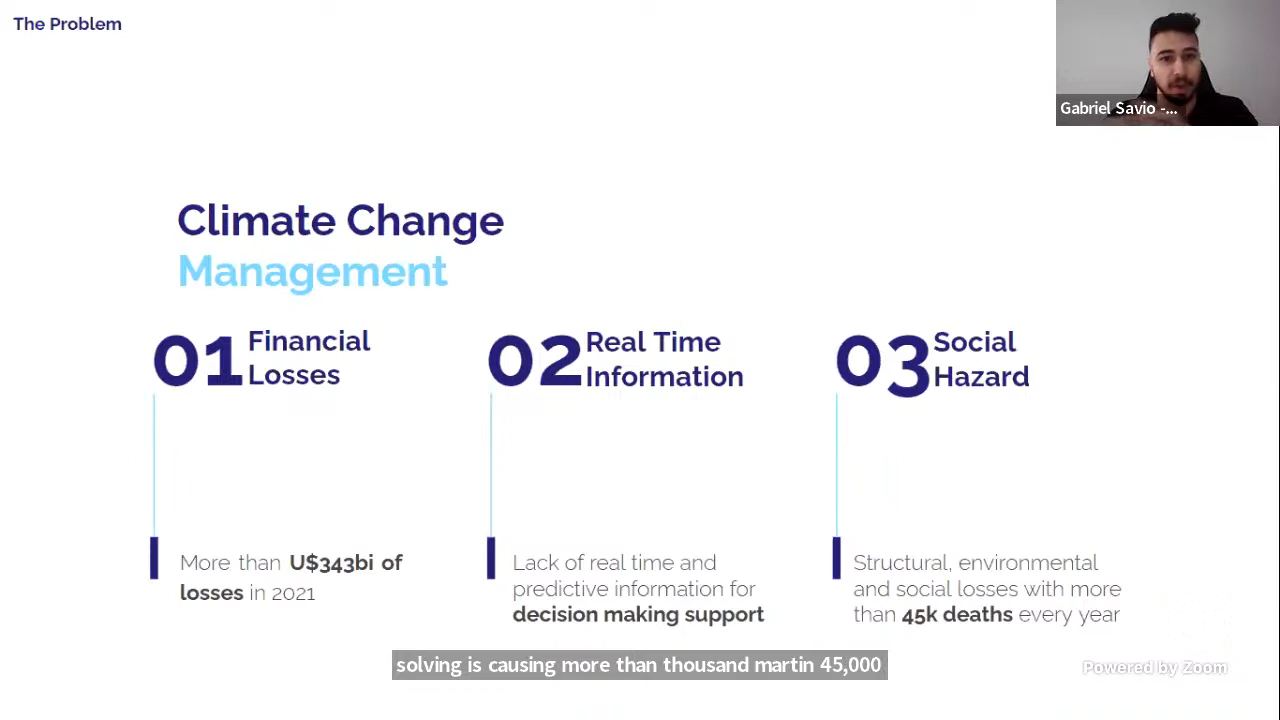 The Problem
Gabriel Savio -...
Climate Change
Management
01 Financial
Losses
02 Real Time
Information
03 Social
Hazard
More than U$343bi of
losses in 2021
Lack of real time and
predictive information for
decision making support
Structural, environmental
and social losses with more
than 45k deaths every year
solving is causing more than thousand martin 45,000
Powered by Zoom